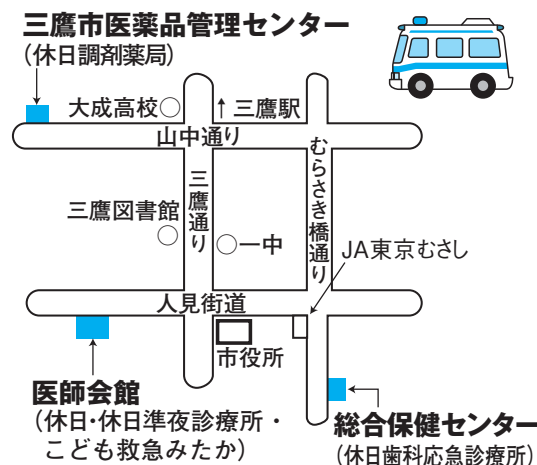 三鷹市医薬品管理センター
(休日調剤薬局)
大成高校
↑三鷹駅
山中通り
三鷹通り
むらさき橋通り
三鷹図書館
一中
JA東京むさし
人見街道
市役所
医師会館
(休日・休日準夜診療所・
こども救急みたか)
総合保健センター
(休日歯科応急診療所)